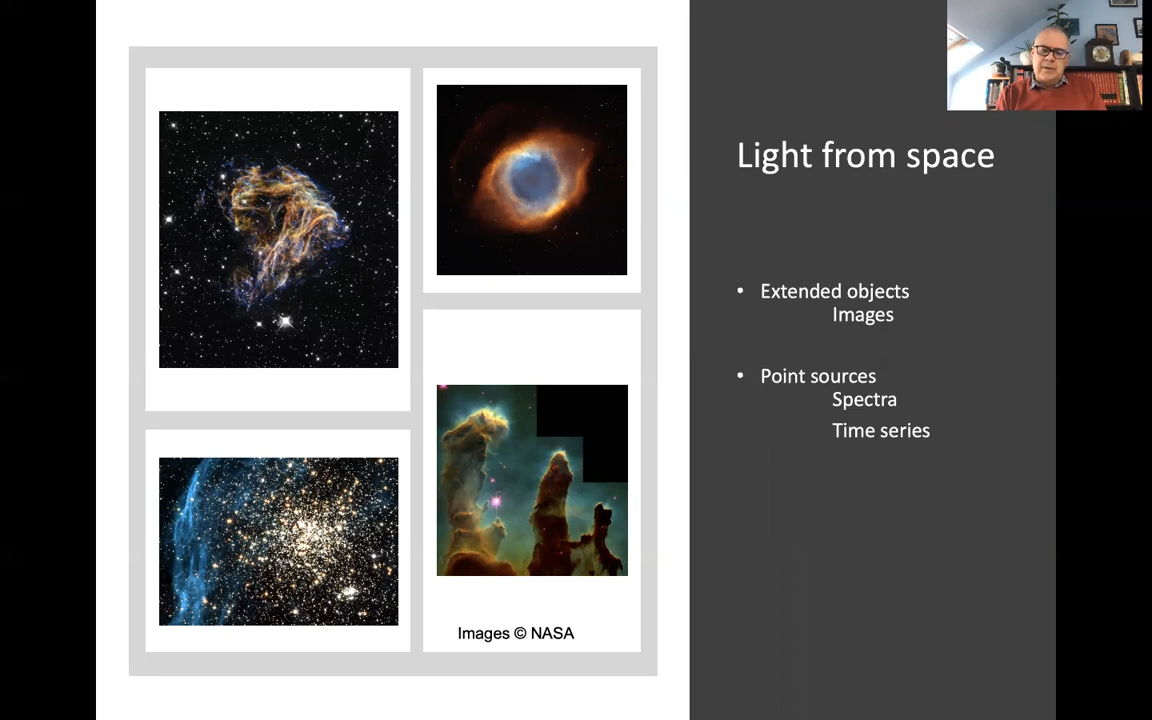 Light from space
• Extended objects
Images
• Point sources
Spectra
Time series
Images © NASA